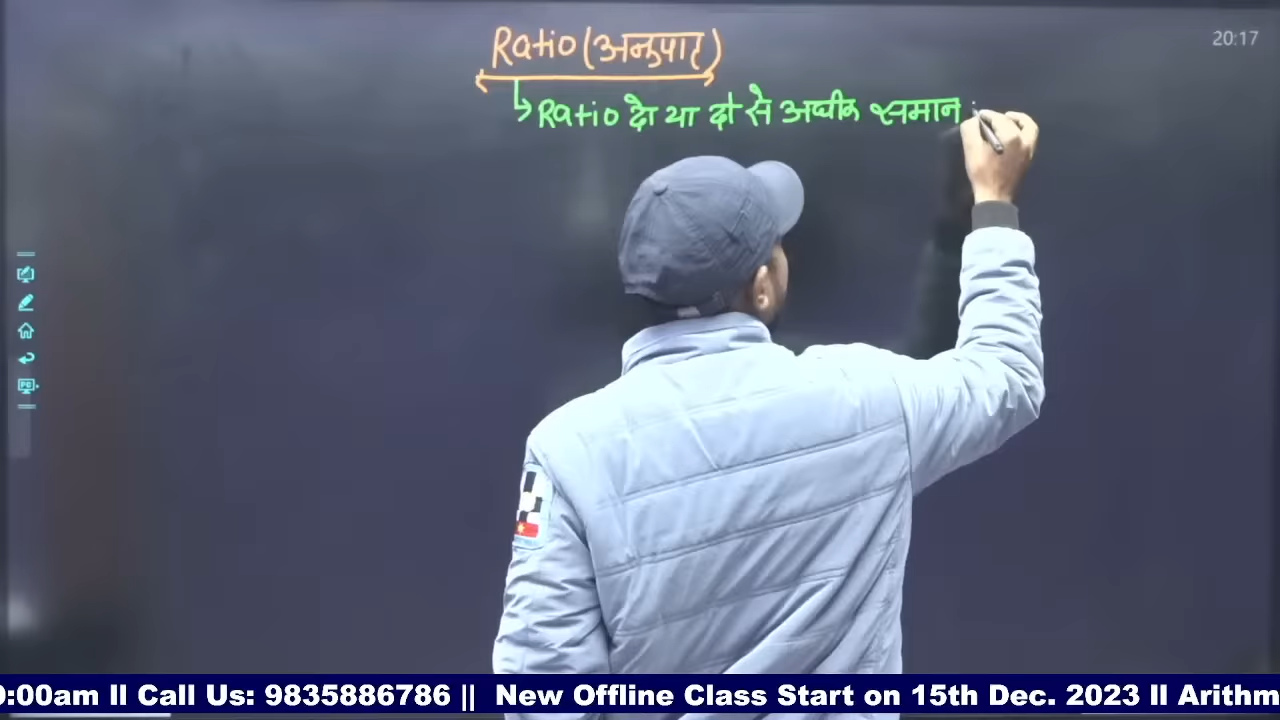 Ratio (अनुपात)
20:17
Ratio दो या दो से अधीक समान
0:00am II Call Us: 9835886786 || New Offline Class Start on 15th Dec. 2023 II Arithm